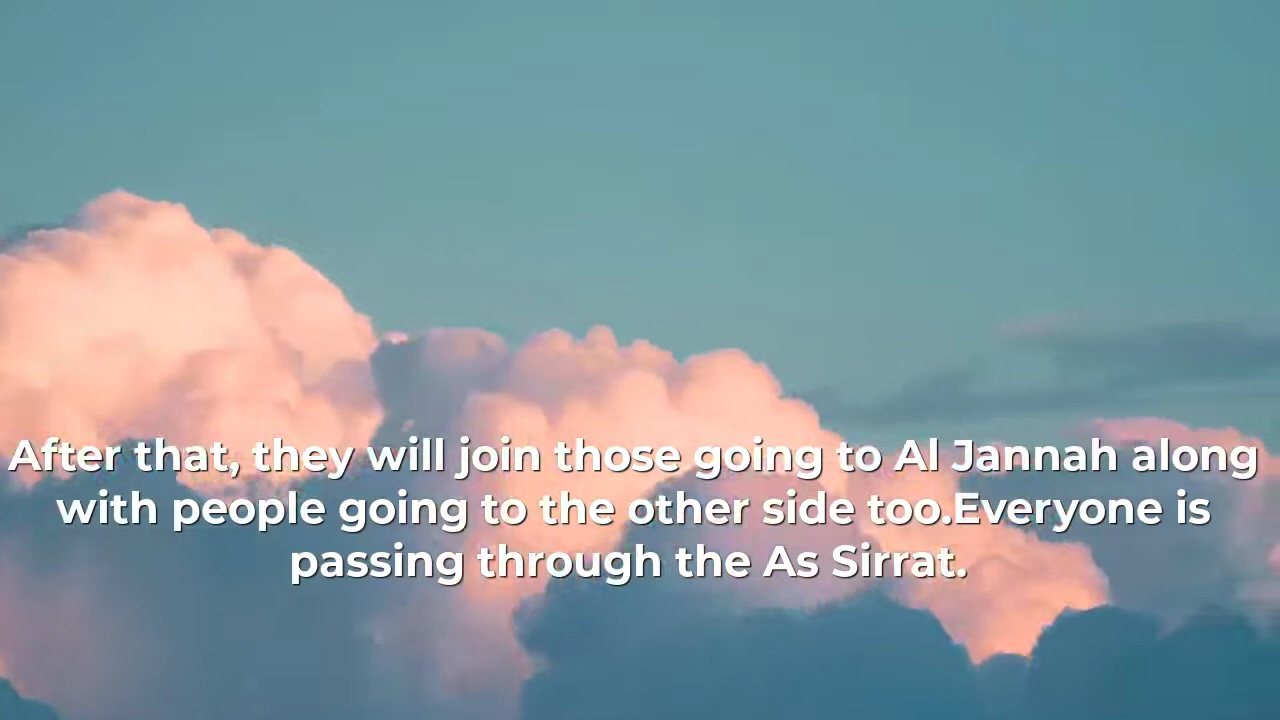 After that, they will join those going to Al Jannah along
with people going to the other side too.Everyone is
passing through the As Sirrat.